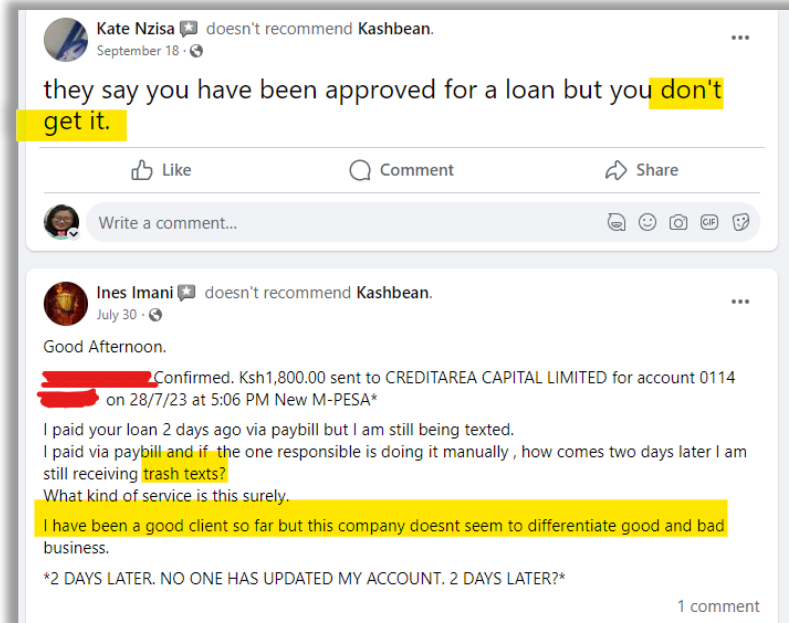 Kate Nzisa doesn't recommend Kashbean.
September 18 ·
they say you have been approved for a loan but you don't
get it.
Like Comment Share
Write a comment...
GIF
Ines Imani doesn't recommend Kashbean.
July 30 ·
Good Afternoon.
Confirmed. Ksh1,800.00 sent to CREDITAREA CAPITAL LIMITED for account 0114
on 28/7/23 at 5:06 PM New M-PESA*
I paid your loan 2 days ago via paybill but I am still being texted.
I paid via paybill and if the one responsible is doing it manually , how comes two days later I am
still receiving trash texts?
What kind of service is this surely.
I have been a good client so far but this company doesnt seem to differentiate good and bad
business.
*2 DAYS LATER. NO ONE HAS UPDATED MY ACCOUNT. 2 DAYS LATER?*
1 comment